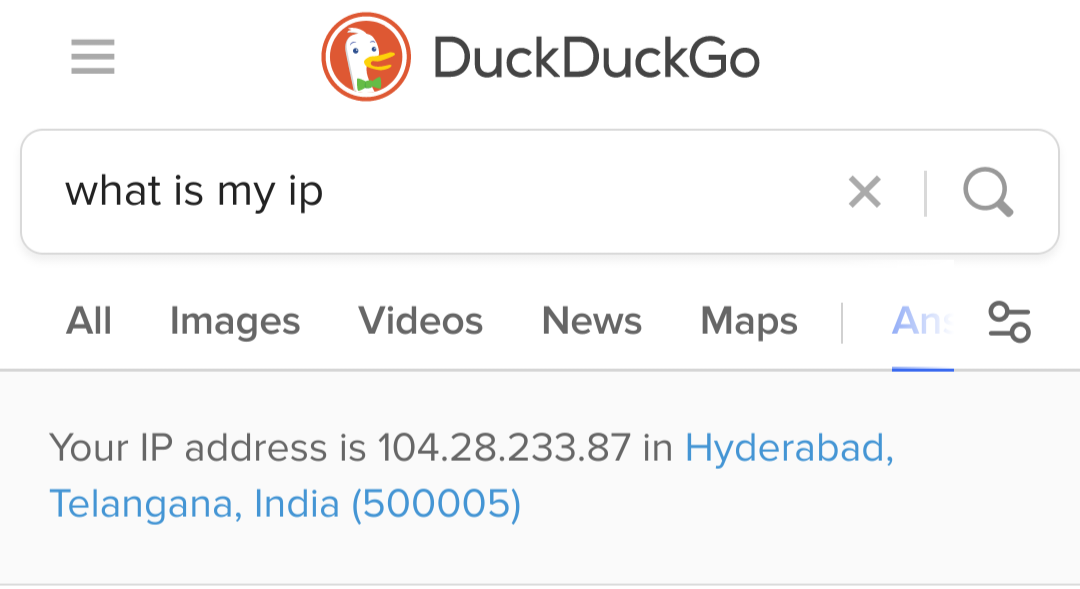 DuckDuckGo
what is my ip
All Images Videos News Maps
Your IP address is 104.28.233.87 in Hyderabad,
Telangana, India (500005)